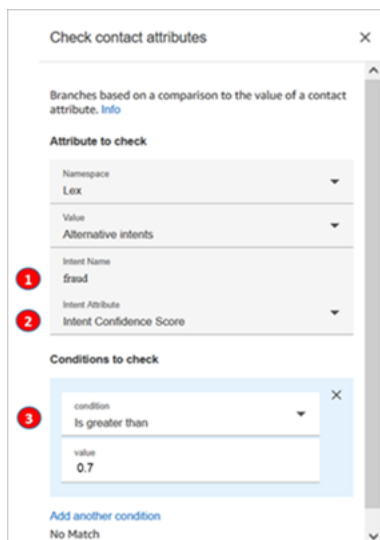 Check contact attributes
Branches based on a comparison to the value of a contact
attribute. Info
Attribute to check
Namespace
Lex
Value
Alternative intents
Intent Name
1
fraud
Intent Attribute
2
Intent Confidence Score
Conditions to check
condition
3
Is greater than
value
0.7
Add another condition
No Match